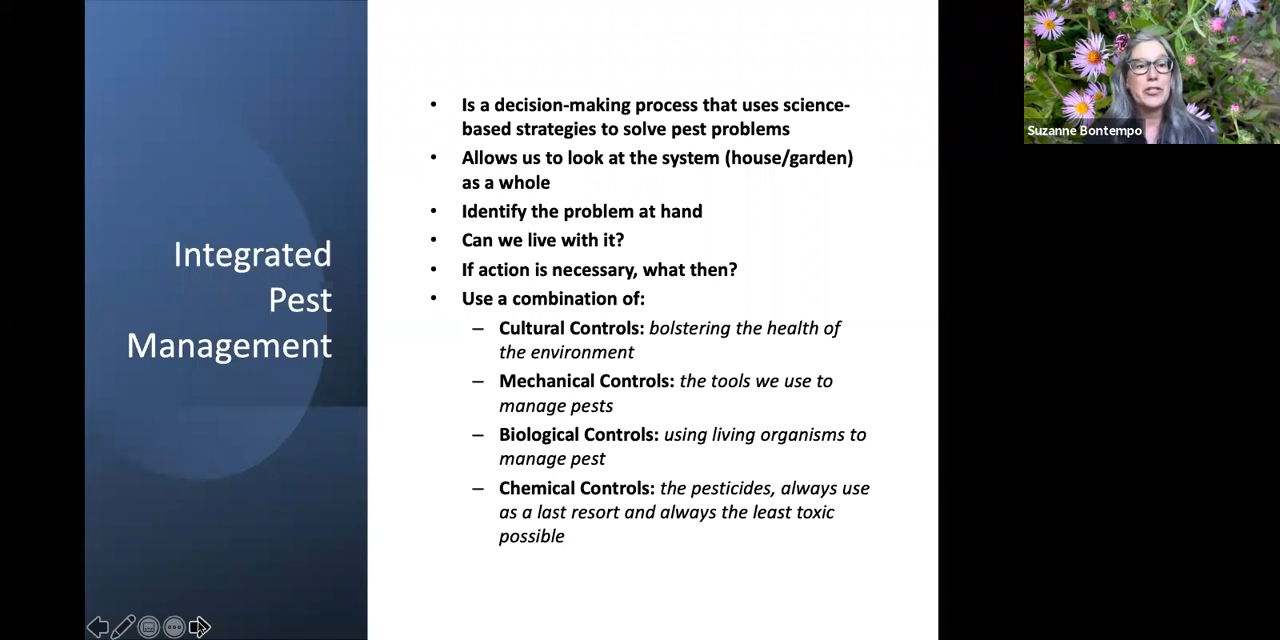 Integrated
Pest
Management
• Is a decision-making process that uses science-
based strategies to solve pest problems
• Allows us to look at the system (house/garden)
as a whole
• Identify the problem at hand
• Can we live with it?
• If action is necessary, what then?
• Use a combination of:
– Cultural Controls: bolstering the health of
the environment
– Mechanical Controls: the tools we use to
manage pests
– Biological Controls: using living organisms to
manage pest
– Chemical Controls: the pesticides, always use
as a last resort and always the least toxic
possible
Suzanne Bontempo